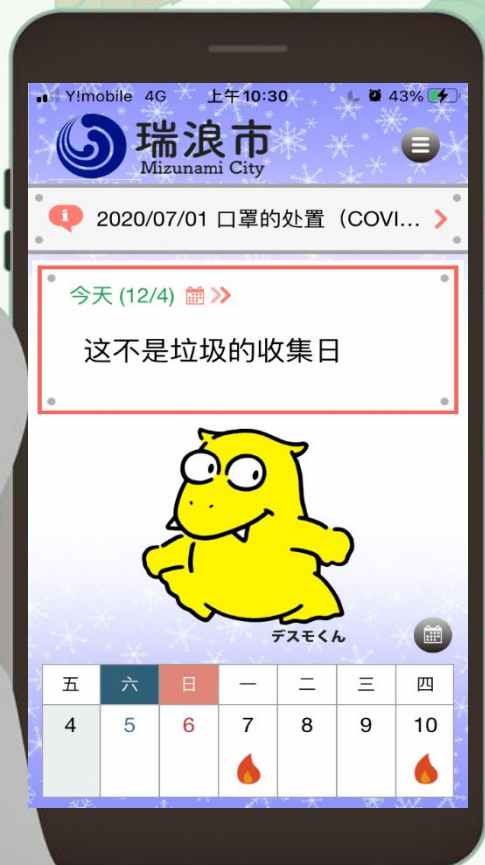 Y!mobile 4G 上午10:30 43%
瑞浪市
Mizunami City
2020/07/01 口罩的处置（COVI...
今天 (12/4)
这不是垃圾的收集日
デスモくん
五 六 日 一 二 三 四
4 5 6 7 8 9 10